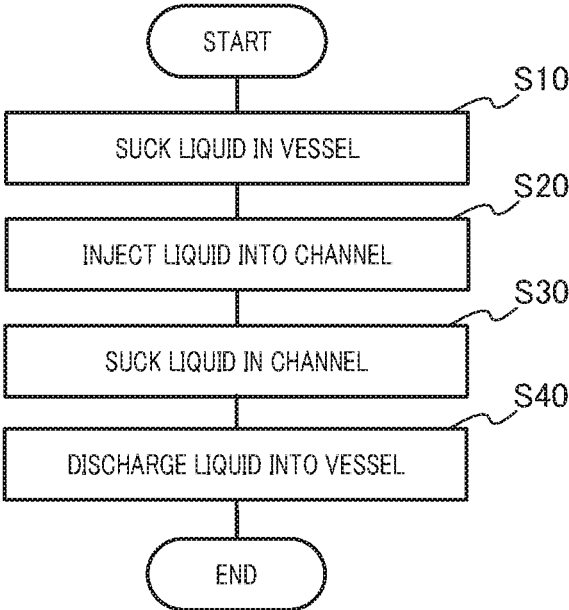 START
S10
SUCK LIQUID IN VESSEL
S20
INJECT LIQUID INTO CHANNEL
S30
SUCK LIQUID IN CHANNEL
S40
DISCHARGE LIQUID INTO VESSEL
END